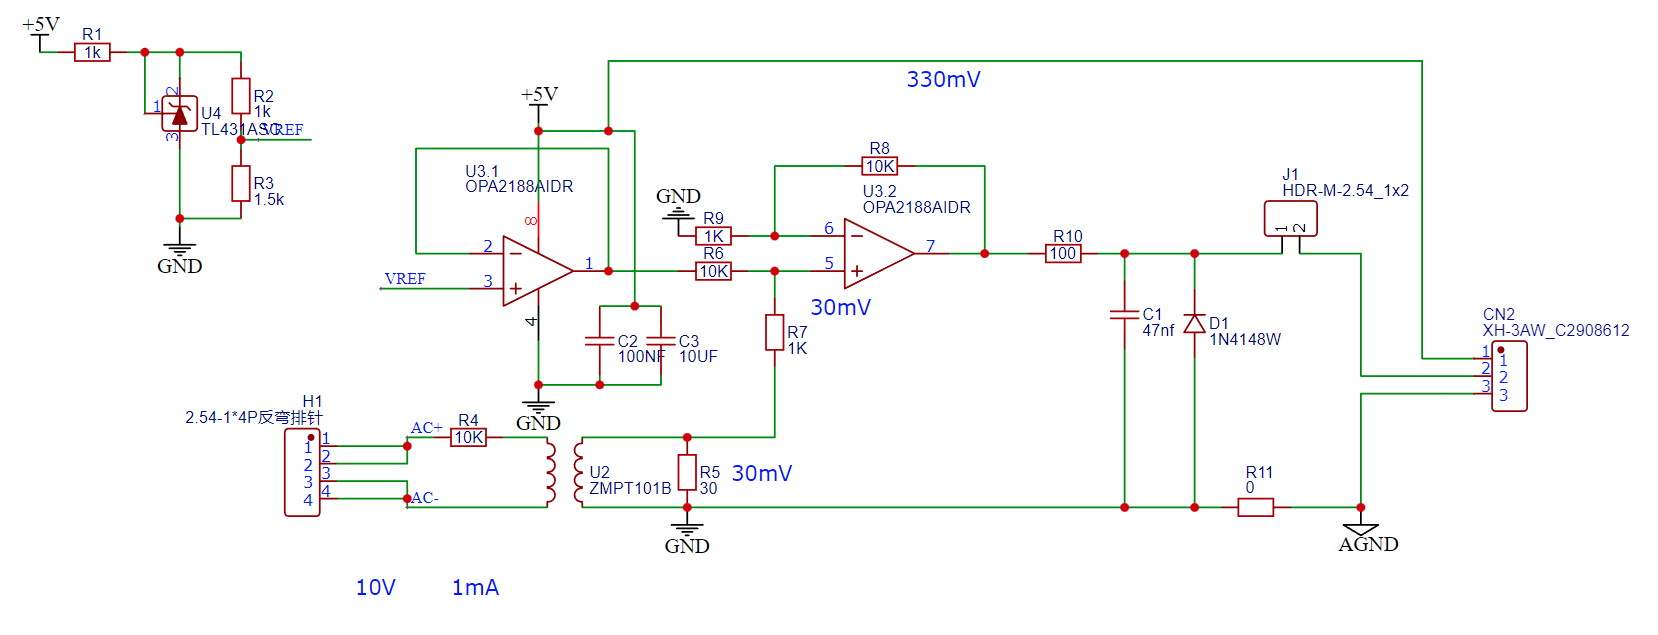 +5V
R1
1k
2
1
3
U4
TL431ASG
R2
1k
VREF
R3
1.5k
GND
330mV
+5V
U3.1
OPA2188AIDR
8
2
3
1
4
VREF
GND
R9
1K
R6
10K
R8
10K
U3.2
OPA2188AIDR
6
5
7
30mV
R7
1K
C2
100NF
C3
10UF
GND
R10
100
C1
47nf
D1
1N4148W
J1
HDR-M-2.54_1x2
1
2
CN2
XH-3AW_C2908612
1
2
3
1
2
3
H1
2.54-1*4P反弯排针
1
2
3
4
1
2
3
4
AC+
AC-
R4
10K
U2
ZMPT101B
R5
30
30mV
GND
R11
0
AGND
10V
1mA